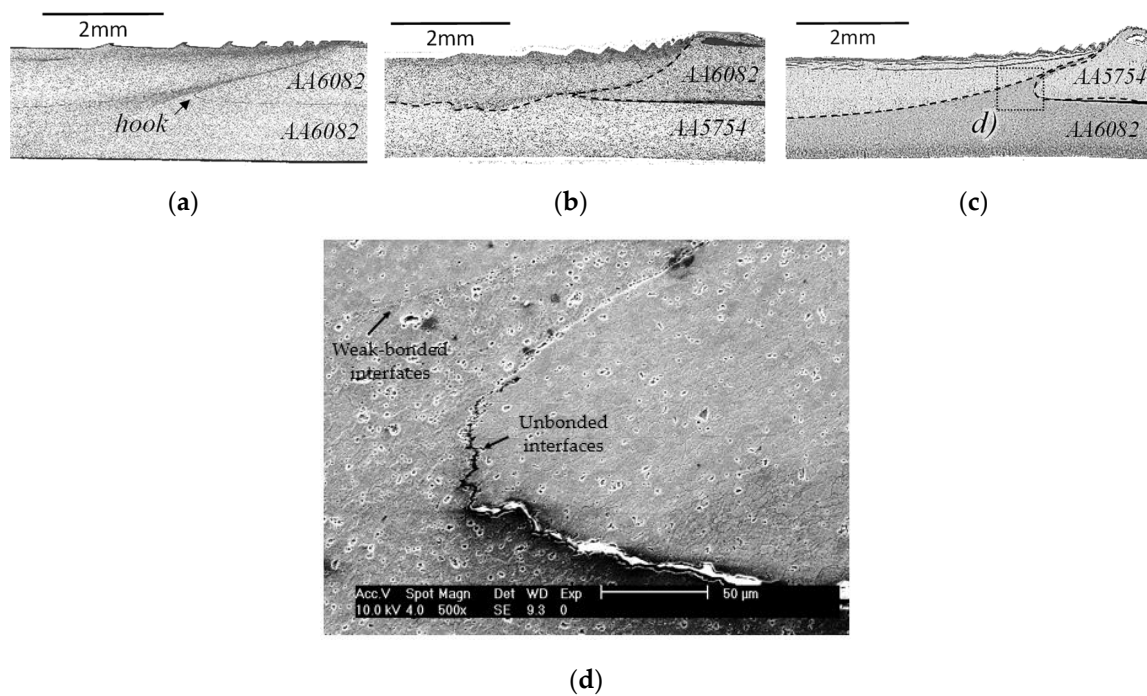 2mm
AA6082
hook
AA6082
(a)
2mm
AA6082
AA5754
(b)
2mm
AA5754
d)
AA6082
(c)
Weak-bonded
interfaces
Unbonded
interfaces
Acc.V Spot Magn Det WD Exp
10.0 kV 4.0 500x SE 9.3 0
50 µm
(d)